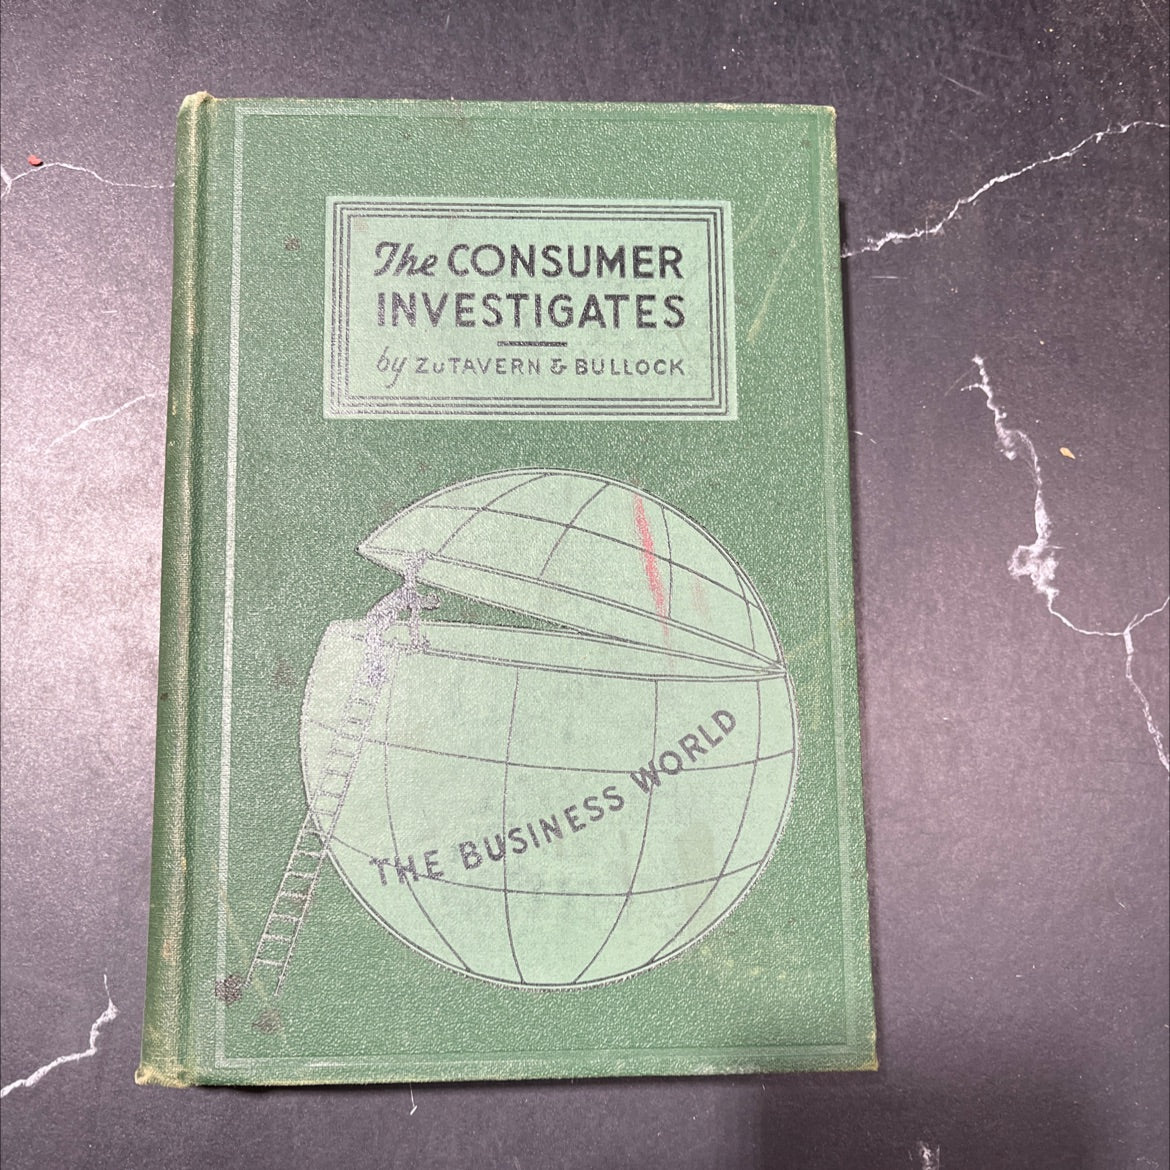 The CONSUMER
INVESTIGATES
by ZuTAVERN & BULLOCK
THE BUSINESS WORLD